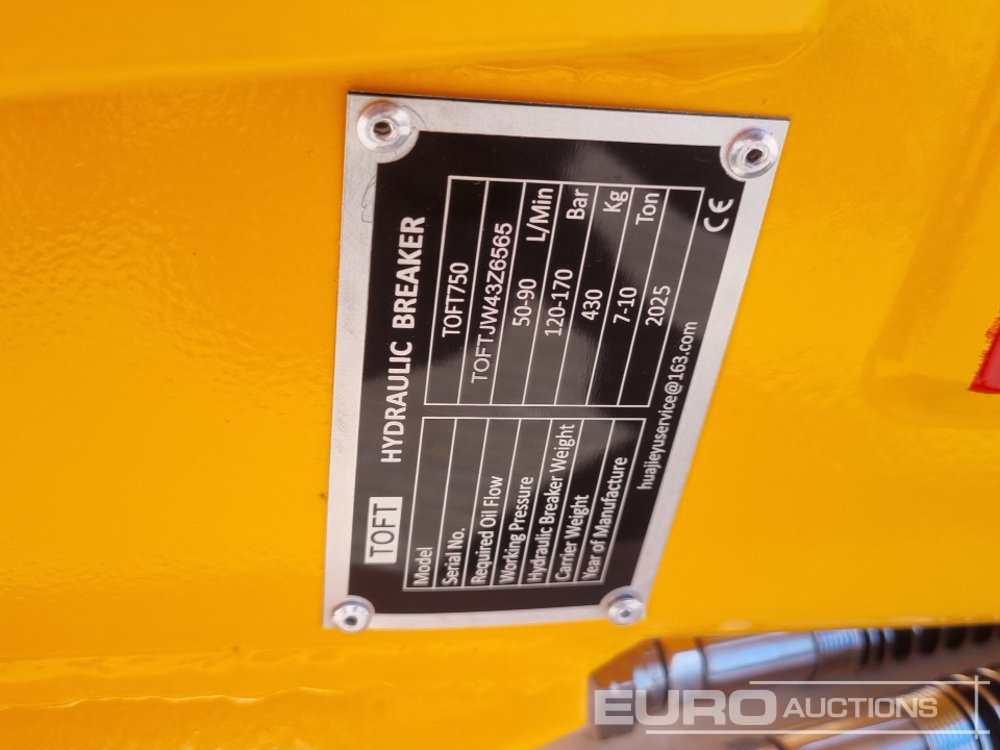 TOFT HYDRAULIC BREAKER
Model TOFT750
Serial No. TOFTJW43Z6565
Required Oil Flow 50-90 L/Min
Working Pressure 120-170 Bar
Hydraulic Breaker Weight 430 Kg
Carrier Weight 7-10 Ton
Year of Manufacture 2025
huajieyuservice@163.com CE
EURO AUCTIONS